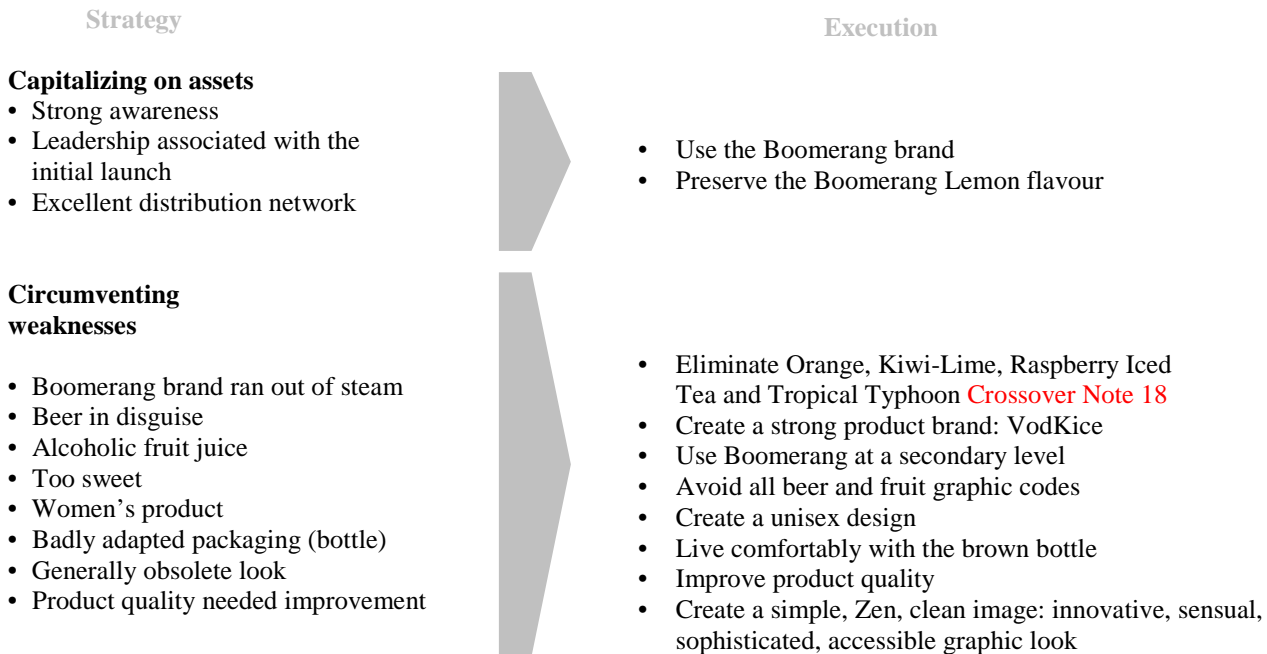 Strategy
Execution
Capitalizing on assets
• Strong awareness
• Leadership associated with the
initial launch
• Excellent distribution network
• Use the Boomerang brand
• Preserve the Boomerang Lemon flavour
Circumventing
weaknesses
• Boomerang brand ran out of steam
• Beer in disguise
• Alcoholic fruit juice
• Too sweet
• Women’s product
• Badly adapted packaging (bottle)
• Generally obsolete look
• Product quality needed improvement
• Eliminate Orange, Kiwi-Lime, Raspberry Iced
Tea and Tropical Typhoon Crossover Note 18
• Create a strong product brand: VodKice
• Use Boomerang at a secondary level
• Avoid all beer and fruit graphic codes
• Create a unisex design
• Live comfortably with the brown bottle
• Improve product quality
• Create a simple, Zen, clean image: innovative, sensual,
sophisticated, accessible graphic look